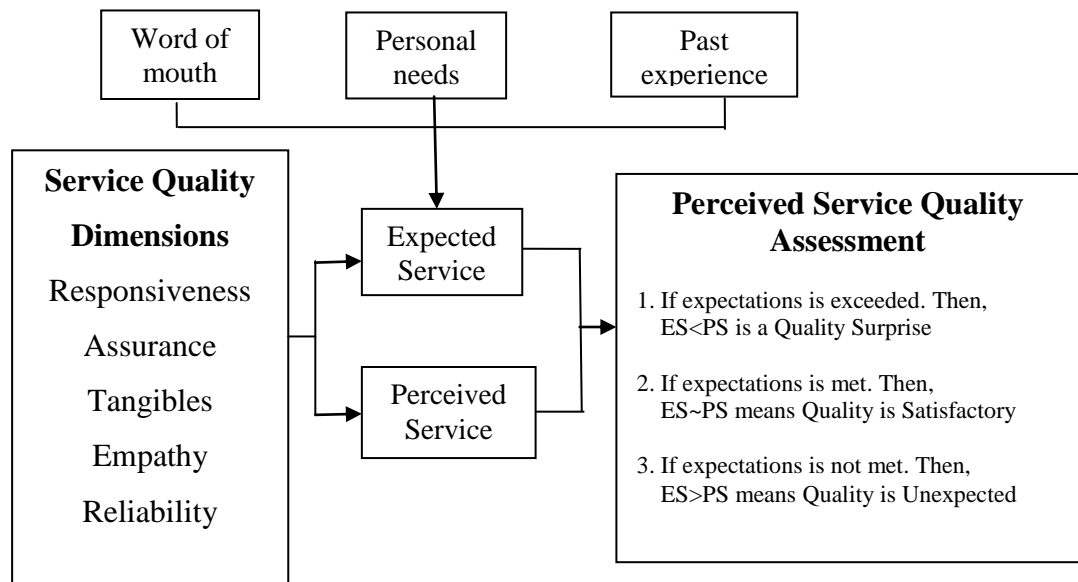 Word of
mouth
Personal
needs
Past
experience
Service Quality
Dimensions
Responsiveness
Assurance
Tangibles
Empathy
Reliability
Expected
Service
Perceived
Service
Perceived Service Quality
Assessment
1. If expectations is exceeded. Then,
ES<PS is a Quality Surprise
2. If expectations is met. Then,
ES~PS means Quality is Satisfactory
3. If expectations is not met. Then,
ES>PS means Quality is Unexpected